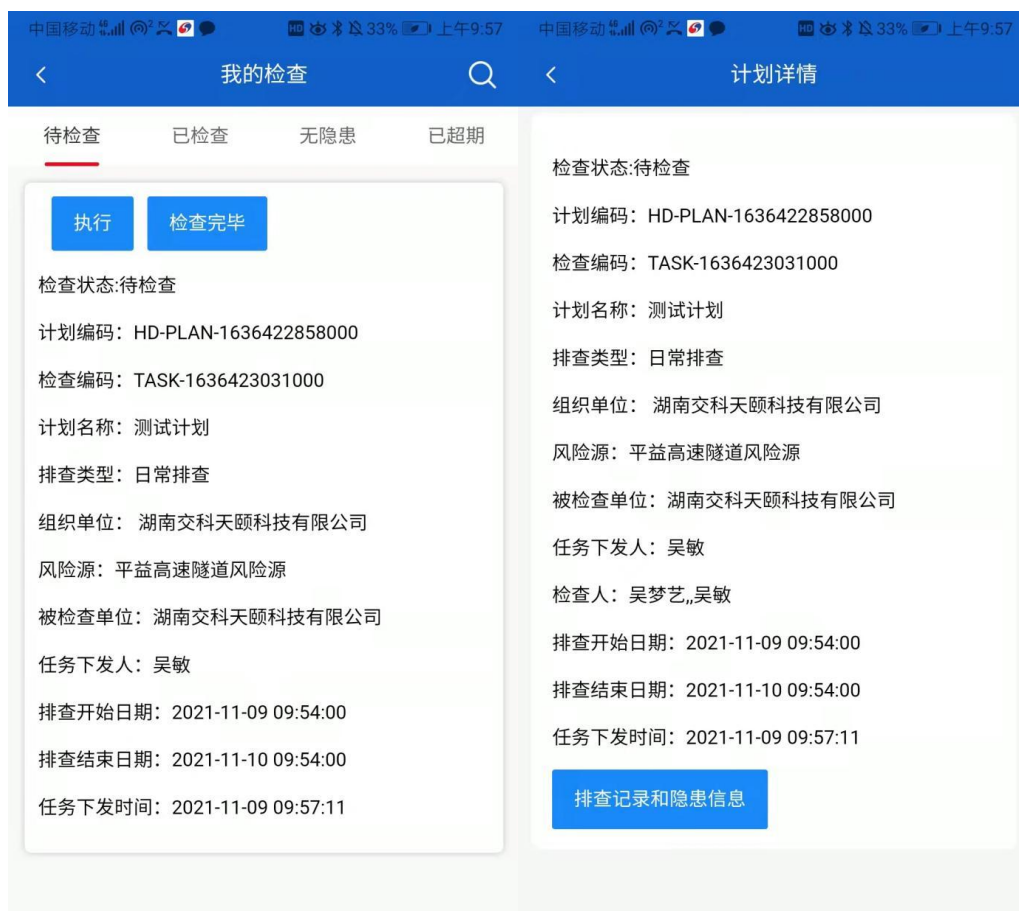 中国移动 HD 33% 上午9:57
我的检查
待检查 已检查 无隐患 已超期
执行 检查完毕
检查状态:待检查
计划编码：HD-PLAN-1636422858000
检查编码：TASK-1636423031000
计划名称：测试计划
排查类型：日常排查
组织单位： 湖南交科天颐科技有限公司
风险源：平益高速隧道风险源
被检查单位：湖南交科天颐科技有限公司
任务下发人：吴敏
排查开始日期：2021-11-09 09:54:00
排查结束日期：2021-11-10 09:54:00
任务下发时间：2021-11-09 09:57:11
中国移动 HD 33% 上午9:57
计划详情
检查状态:待检查
计划编码：HD-PLAN-1636422858000
检查编码：TASK-1636423031000
计划名称：测试计划
排查类型：日常排查
组织单位： 湖南交科天颐科技有限公司
风险源：平益高速隧道风险源
被检查单位：湖南交科天颐科技有限公司
任务下发人：吴敏
检查人：吴梦艺,,吴敏
排查开始日期：2021-11-09 09:54:00
排查结束日期：2021-11-10 09:54:00
任务下发时间：2021-11-09 09:57:11
排查记录和隐患信息